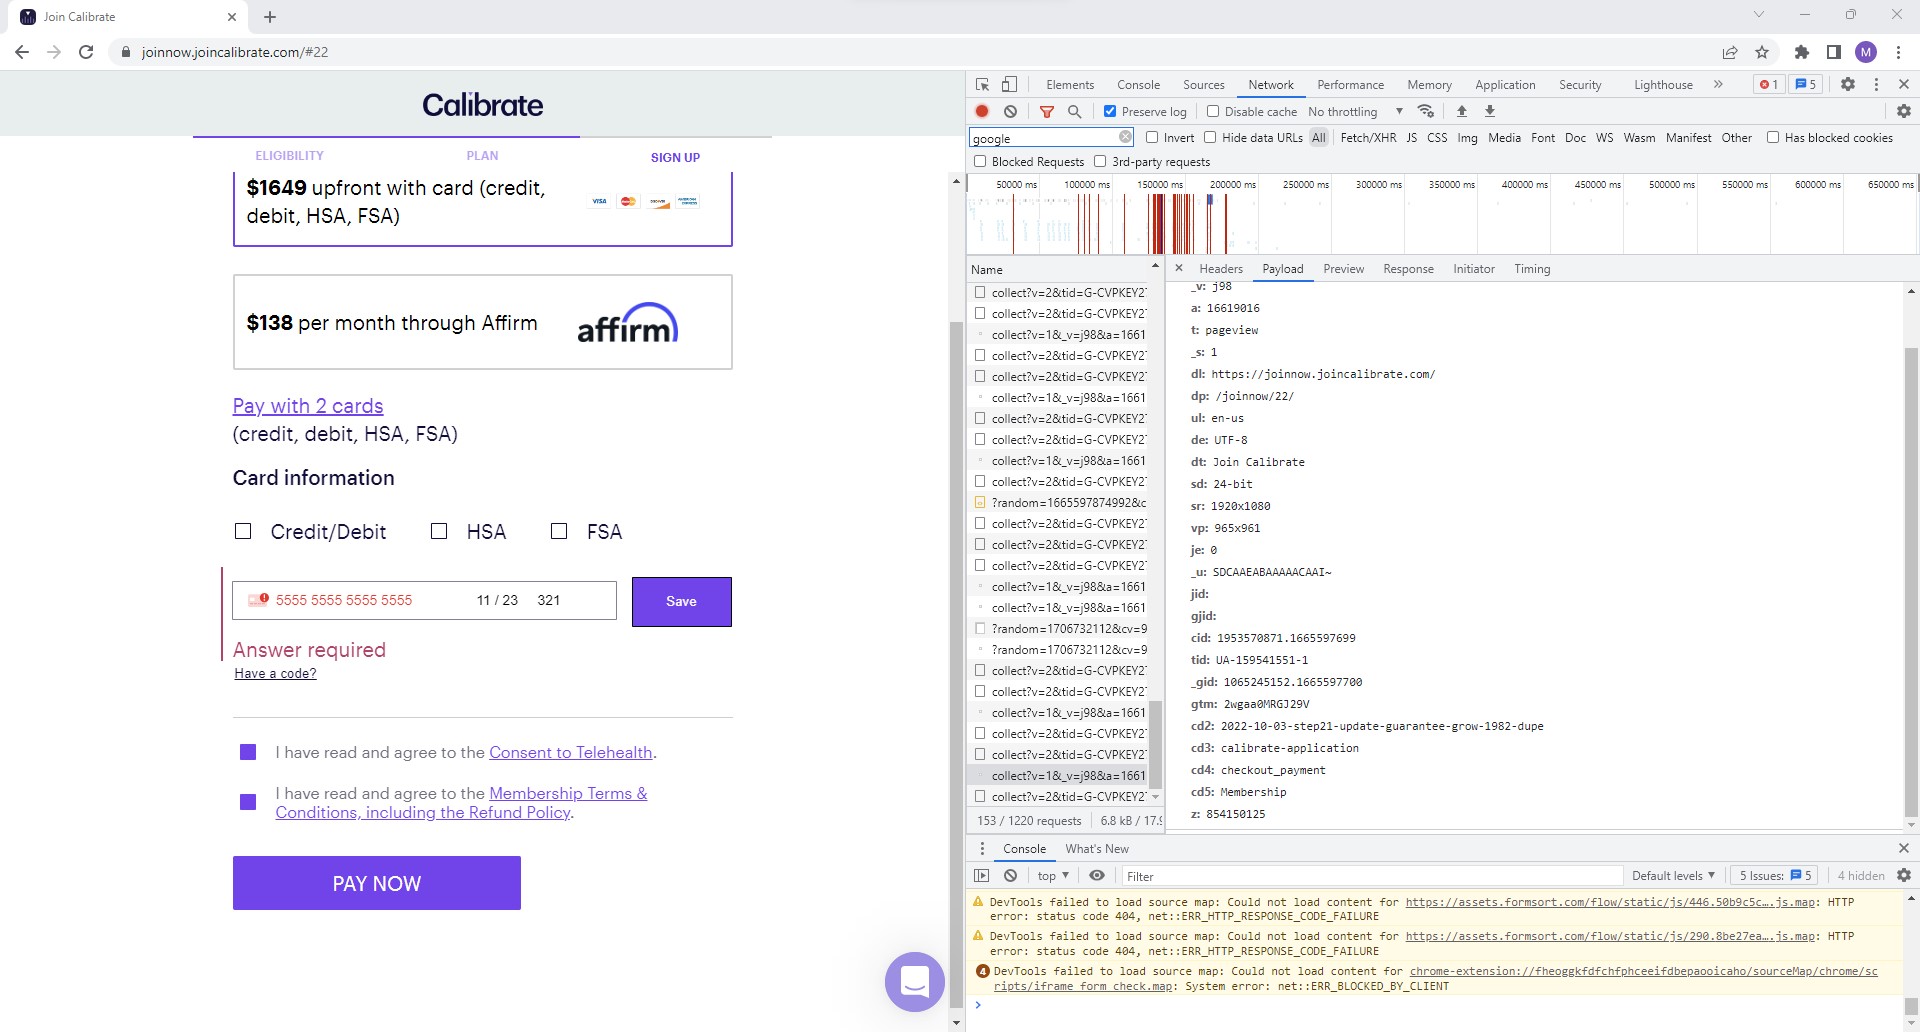 Join Calibrate
joinnow.joincalibrate.com/#22
M
Calibrate
ELIGIBILITY
PLAN
SIGN UP
$1649 upfront with card (credit,
debit, HSA, FSA)
VISA
$138 per month through Affirm
affirm
Pay with 2 cards
(credit, debit, HSA, FSA)
Card information
Credit/Debit HSA FSA
5555 5555 5555 5555 11 / 23 321
Save
Answer required
Have a code?
I have read and agree to the Consent to Telehealth.
I have read and agree to the Membership Terms &
Conditions, including the Refund Policy.
PAY NOW
Elements Console Sources Network Performance Memory Application Security Lighthouse » 1 5
Preserve log Disable cache No throttling
google Invert Hide data URLs All Fetch/XHR JS CSS Img Media Font Doc WS Wasm Manifest Other Has blocked cookies
Blocked Requests 3rd-party requests
50000 ms 100000 ms 150000 ms 200000 ms 250000 ms 300000 ms 350000 ms 400000 ms 450000 ms 500000 ms 550000 ms 600000 ms 650000 ms
Name
collect?v=2&tid=G-CVPKEY2
collect?v=2&tid=G-CVPKEY2
collect?v=1&_v=j98&a=1661
collect?v=2&tid=G-CVPKEY2
collect?v=2&tid=G-CVPKEY2
collect?v=1&_v=j98&a=1661
collect?v=2&tid=G-CVPKEY2
collect?v=2&tid=G-CVPKEY2
collect?v=1&_v=j98&a=1661
collect?v=2&tid=G-CVPKEY2
?random=1665597874992&c
collect?v=2&tid=G-CVPKEY2
collect?v=2&tid=G-CVPKEY2
collect?v=2&tid=G-CVPKEY2
collect?v=1&_v=j98&a=1661
collect?v=1&_v=j98&a=1661
?random=1706732112&cv=9
?random=1706732112&cv=9
collect?v=2&tid=G-CVPKEY2
collect?v=2&tid=G-CVPKEY2
collect?v=1&_v=j98&a=1661
collect?v=2&tid=G-CVPKEY2
collect?v=2&tid=G-CVPKEY2
collect?v=1&_v=j98&a=1661
collect?v=2&tid=G-CVPKEY2
153 / 1220 requests 6.8 kB / 17.
Headers Payload Preview Response Initiator Timing
_v: j98
a: 16619016
t: pageview
_s: 1
dl: https://joinnow.joincalibrate.com/
dp: /joinnow/22/
ul: en-us
de: UTF-8
dt: Join Calibrate
sd: 24-bit
sr: 1920x1080
vp: 965x961
je: 0
_u: SDCAAEABAAAAACAAI~
jid:
gjid:
cid: 1953570871.1665597699
tid: UA-159541551-1
_gid: 1065245152.1665597700
gtm: 2wgaa0MRGJ29V
cd2: 2022-10-03-step21-update-guarantee-grow-1982-dupe
cd3: calibrate-application
cd4: checkout_payment
cd5: Membership
z: 854150125
Console What's New
top Filter Default levels 5 Issues: 5 4 hidden
DevTools failed to load source map: Could not load content for https://assets.formsort.com/flow/static/js/446.50b9c5c….js.map: HTTP
error: status code 404, net::ERR_HTTP_RESPONSE_CODE_FAILURE
DevTools failed to load source map: Could not load content for https://assets.formsort.com/flow/static/js/290.8be27ea….js.map: HTTP
error: status code 404, net::ERR_HTTP_RESPONSE_CODE_FAILURE
4 DevTools failed to load source map: Could not load content for chrome-extension://fheoggkfdfchfphceeifdbepaooicaho/sourceMap/chrome/sc
ripts/iframe_form_check.map: System error: net::ERR_BLOCKED_BY_CLIENT